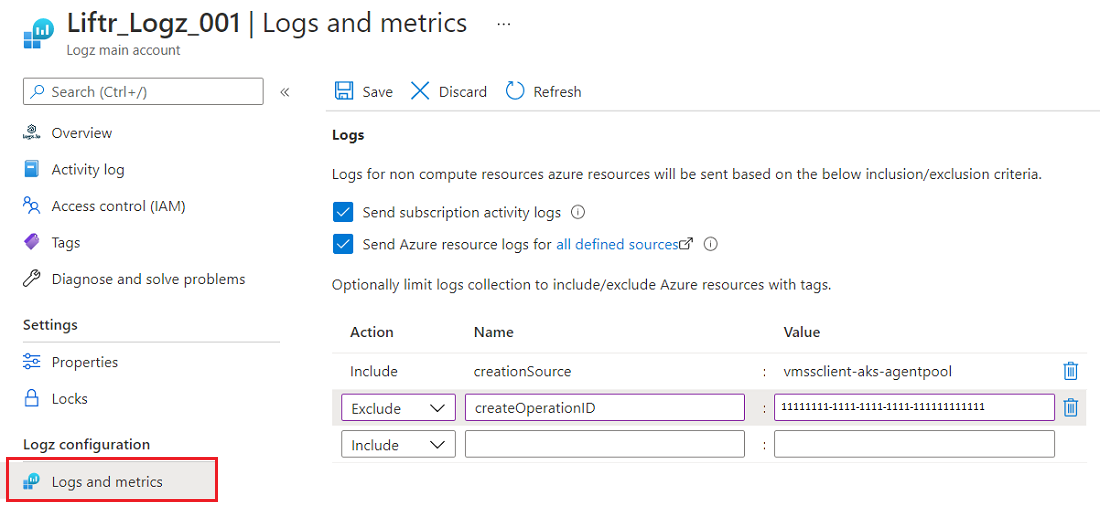 Liftr_Logz_001 | Logs and metrics ...
Logz main account
Search (Ctrl+/)
«
Overview
Activity log
Access control (IAM)
Tags
Diagnose and solve problems
Settings
Properties
Locks
Logz configuration
Logs and metrics
Save Discard Refresh
Logs
Logs for non compute resources azure resources will be sent based on the below inclusion/exclusion criteria.
Send subscription activity logs
Send Azure resource logs for all defined sources
Optionally limit logs collection to include/exclude Azure resources with tags.
Action Name Value
Include creationSource : vmssclient-aks-agentpool
Exclude createOperationID : 11111111-1111-1111-1111-111111111111
Include :